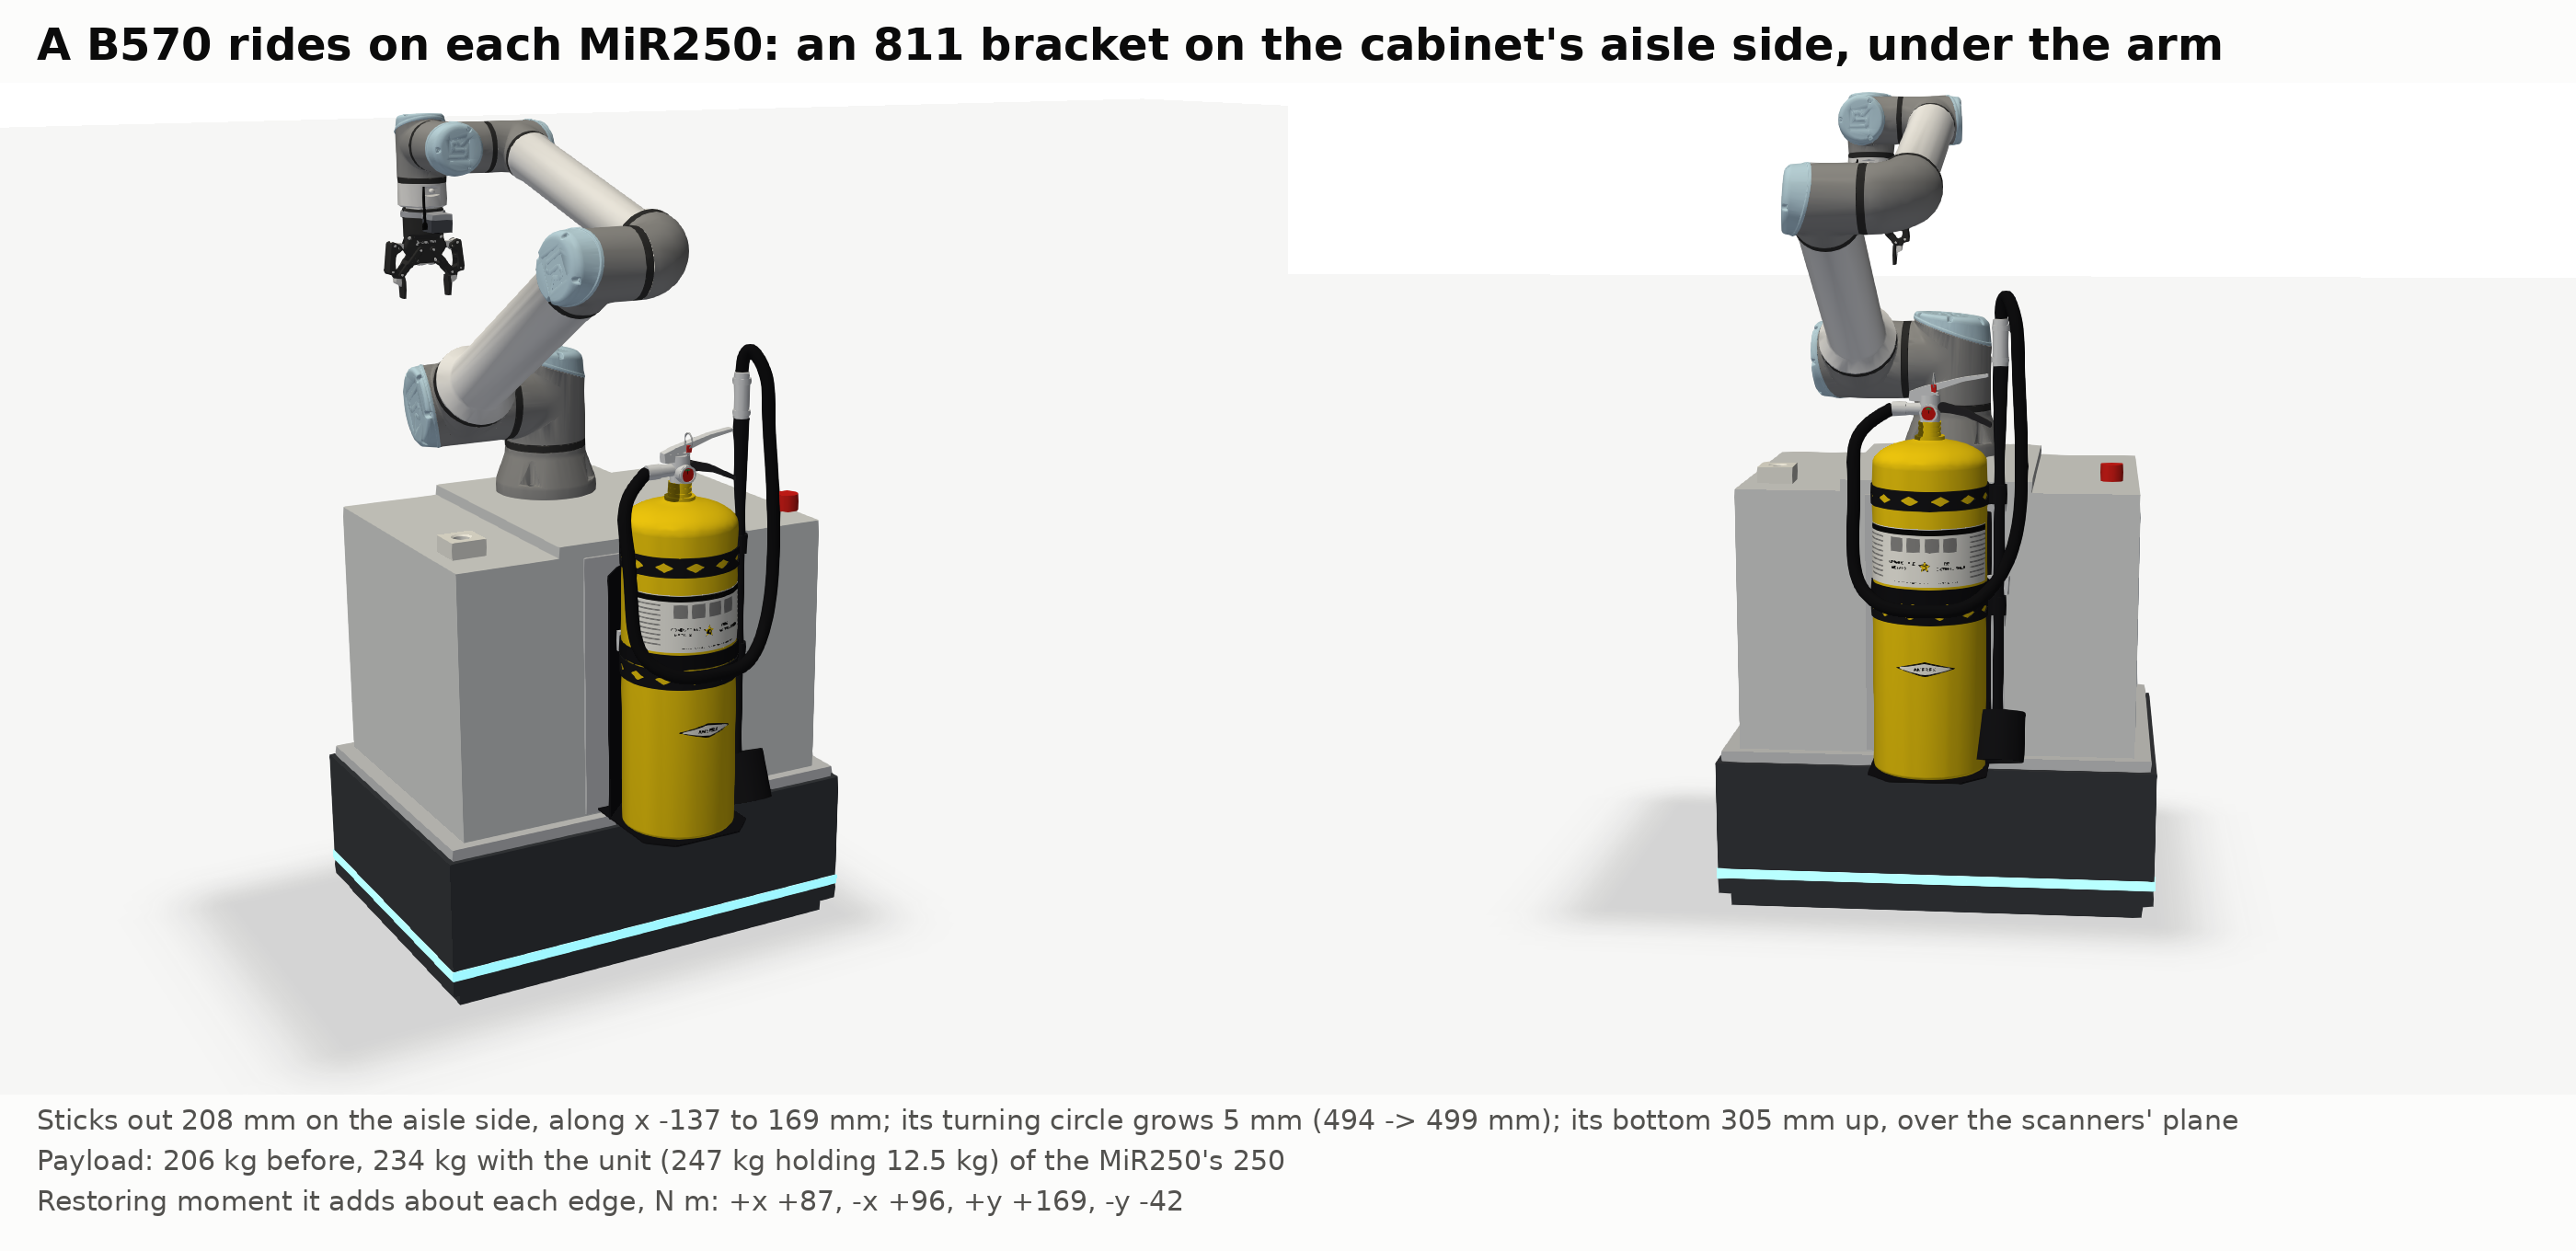 A B570 rides on each MiR250: an 811 bracket on the cabinet's aisle side, under the arm
Sticks out 208 mm on the aisle side, along x -137 to 169 mm; its turning circle grows 5 mm (494 -> 499 mm); its bottom 305 mm up, over the scanners' plane
Payload: 206 kg before, 234 kg with the unit (247 kg holding 12.5 kg) of the MiR250's 250
Restoring moment it adds about each edge, N m: +x +87, -x +96, +y +169, -y -42